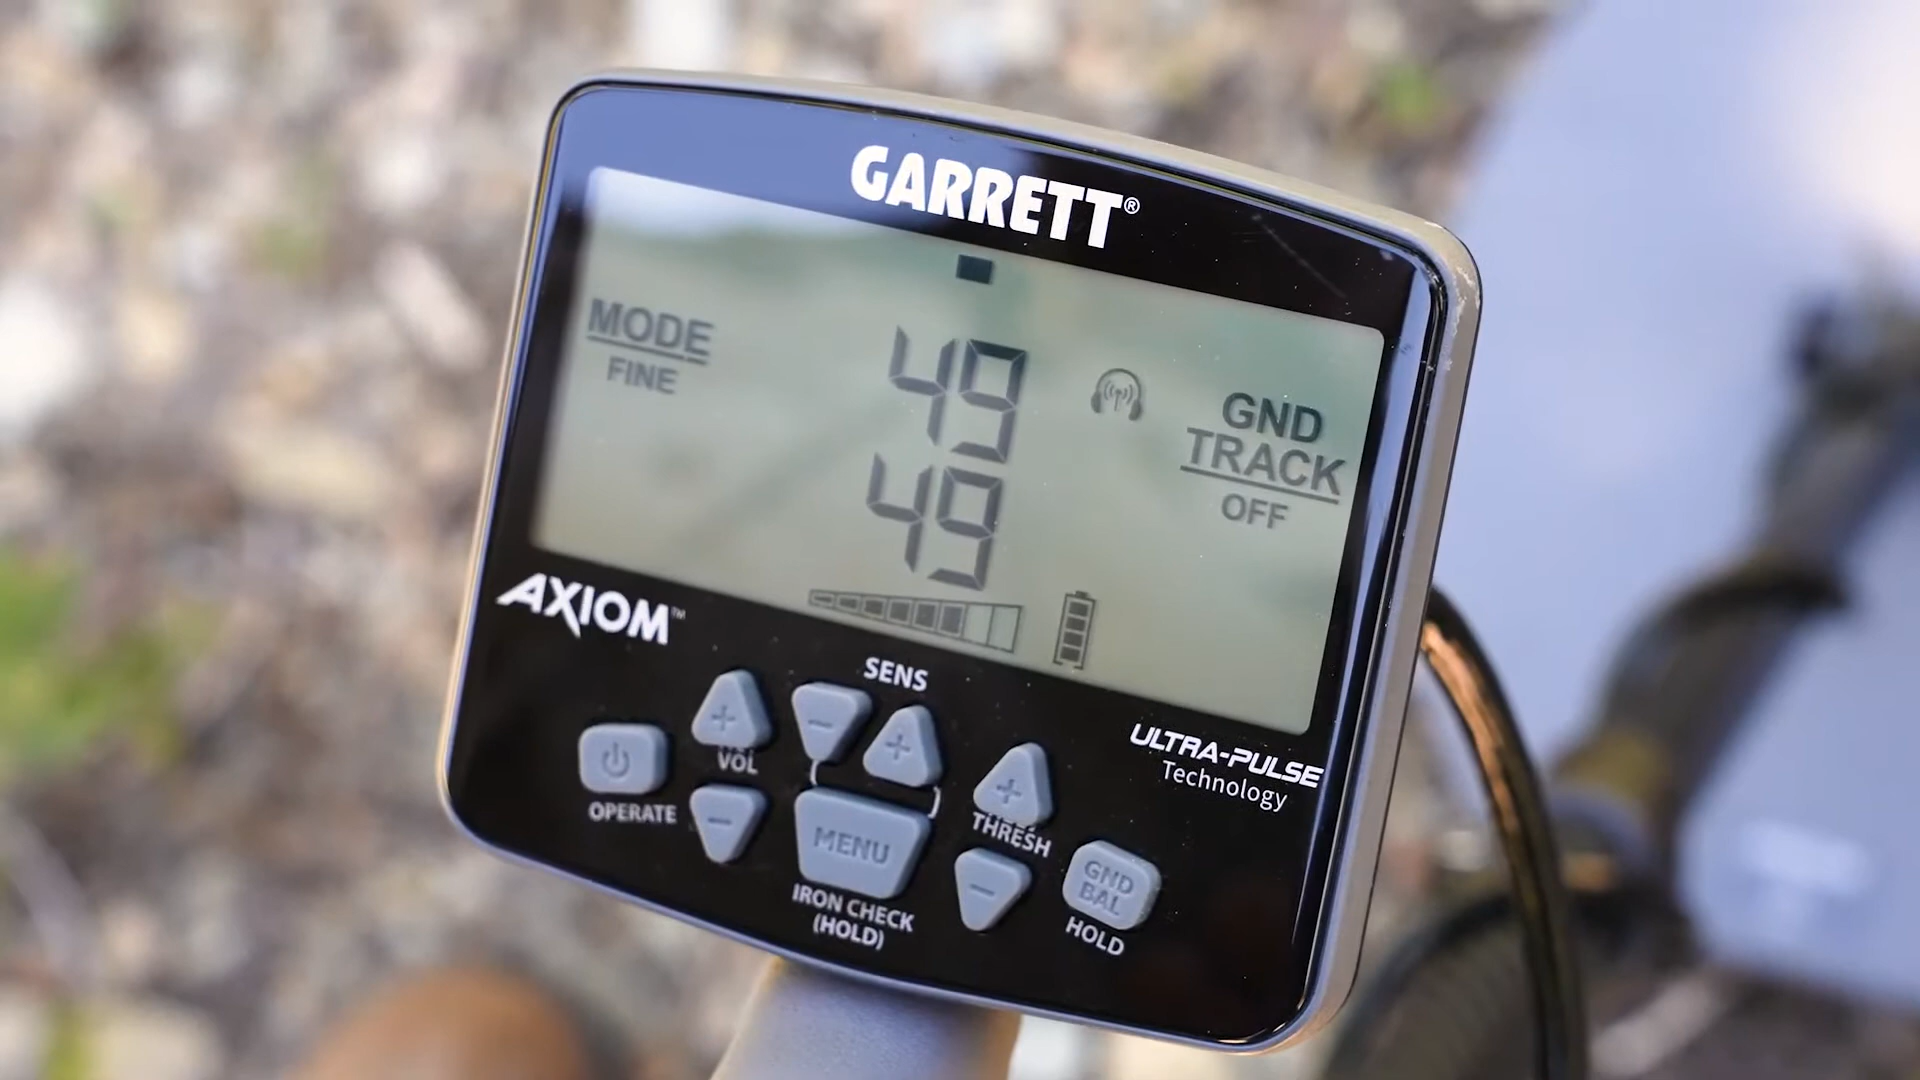 GARRETT®
MODE
FINE
49
49
GND
TRACK
OFF
AXIOM™
SENS
ULTRA-PULSE
Technology
+
-
+
VOL
-
OPERATE
MENU
IRON CHECK
(HOLD)
+
THRESH
-
GND
BAL
HOLD